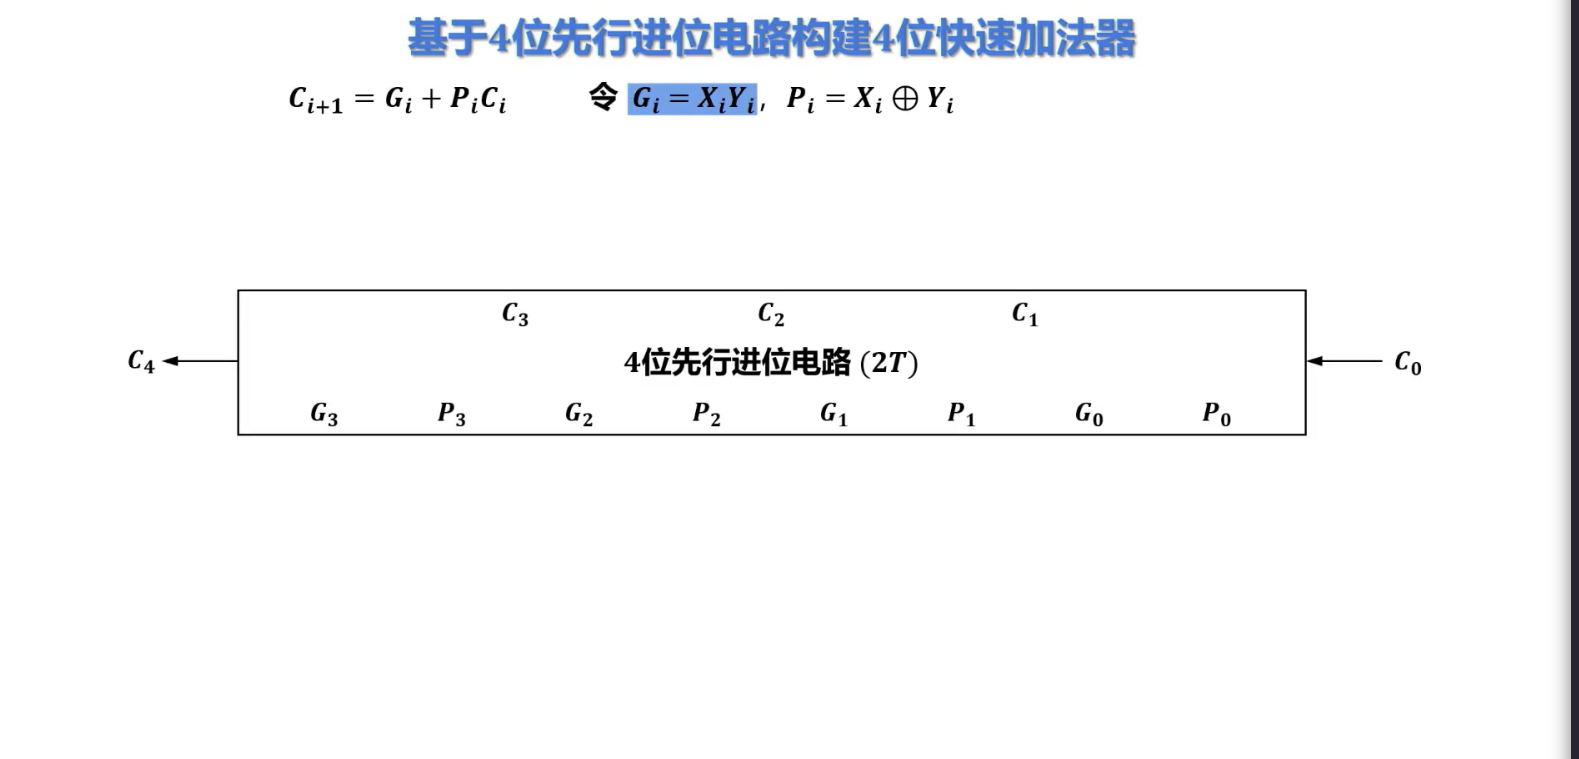 基于4位先行进位电路构建4位快速加法器
C_{i+1} = G_i + P_iC_i 令 G_i = X_iY_i, P_i = X_i ⊕ Y_i
C_3 C_2 C_1
C_4 4位先行进位电路 (2T) C_0
G_3 P_3 G_2 P_2 G_1 P_1 G_0 P_0